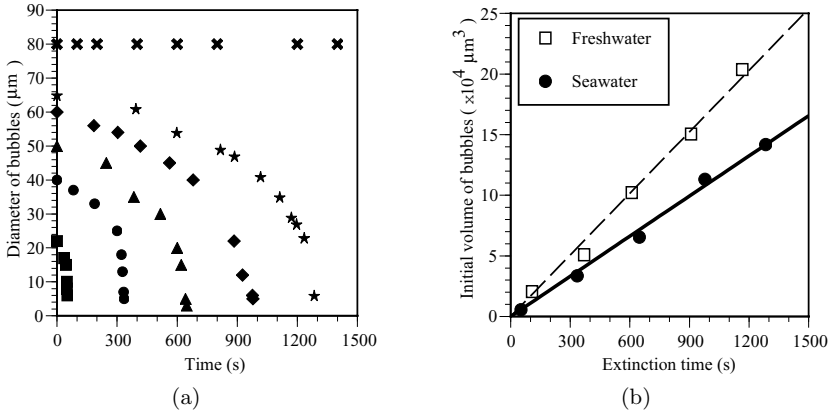 90
80
70
60
50
40
30
20
10
0
Diameter of bubbles (μm)
0 300 600 900 1200 1500
Time (s)
(a)
25
20
15
10
5
0
Initial volume of bubbles (×10⁴ μm³)
Freshwater
Seawater
0 300 600 900 1200 1500
Extinction time (s)
(b)